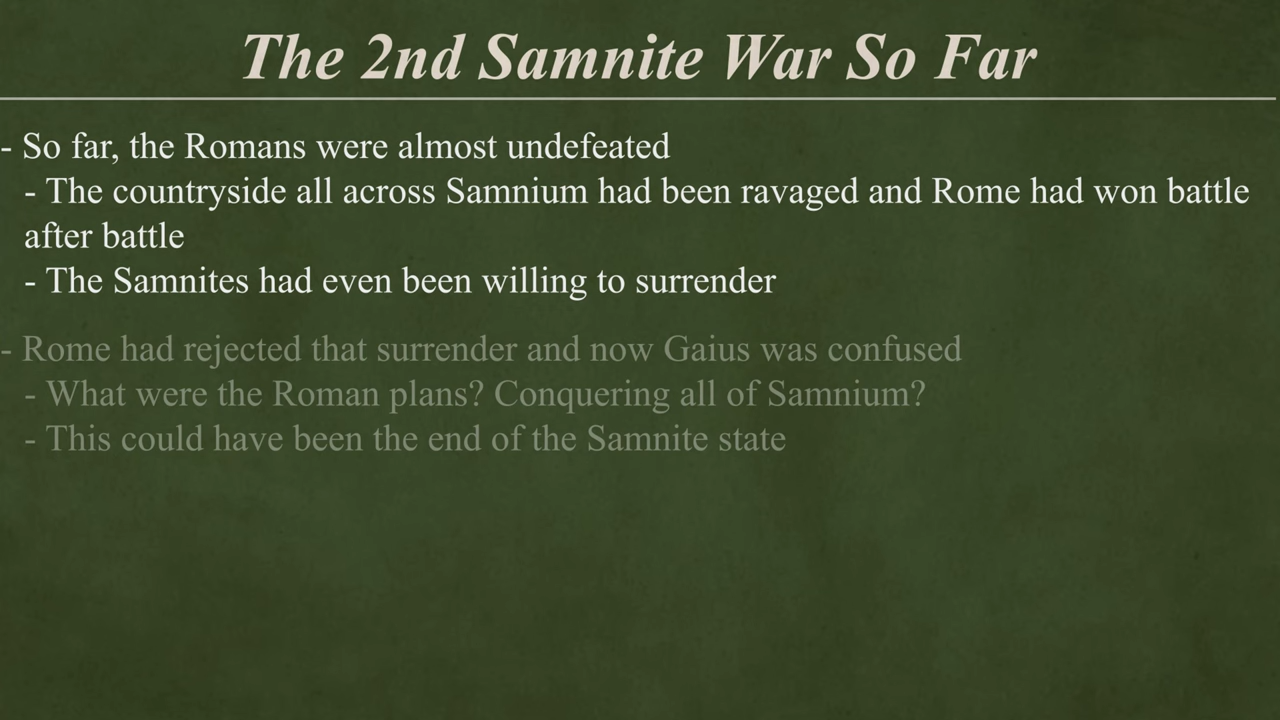 The 2nd Samnite War So Far
- So far, the Romans were almost undefeated
- The countryside all across Samnium had been ravaged and Rome had won battle
after battle
- The Samnites had even been willing to surrender
- Rome had rejected that surrender and now Gaius was confused
- What were the Roman plans? Conquering all of Samnium?
- This could have been the end of the Samnite state